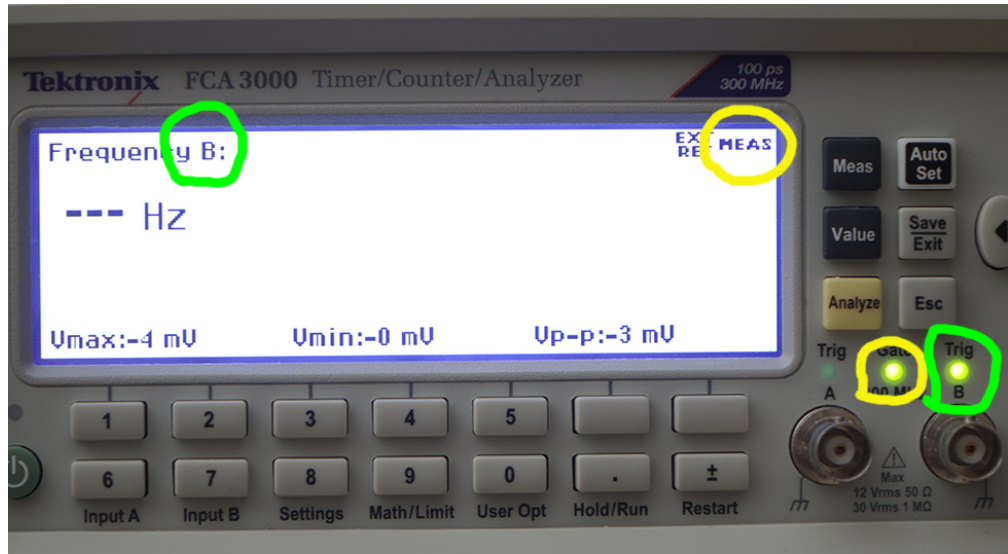 Tektronix FCA 3000 Timer/Counter/Analyzer
100 ps
300 MHz
Frequency B:
EXT
REF
MEAS
--- Hz
Vmax:-4 mV Vmin:-0 mV Vp-p:-3 mV
Meas
Auto
Set
Value
Save
Exit
Analyze
Esc
Trig
A
Gate
300 MHz
Trig
B
1 2 3 4 5
6 7 8 9 0 . ±
Input A Input B Settings Math/Limit User Opt Hold/Run Restart
Max
12 Vrms 50 Ω
30 Vrms 1 MΩ